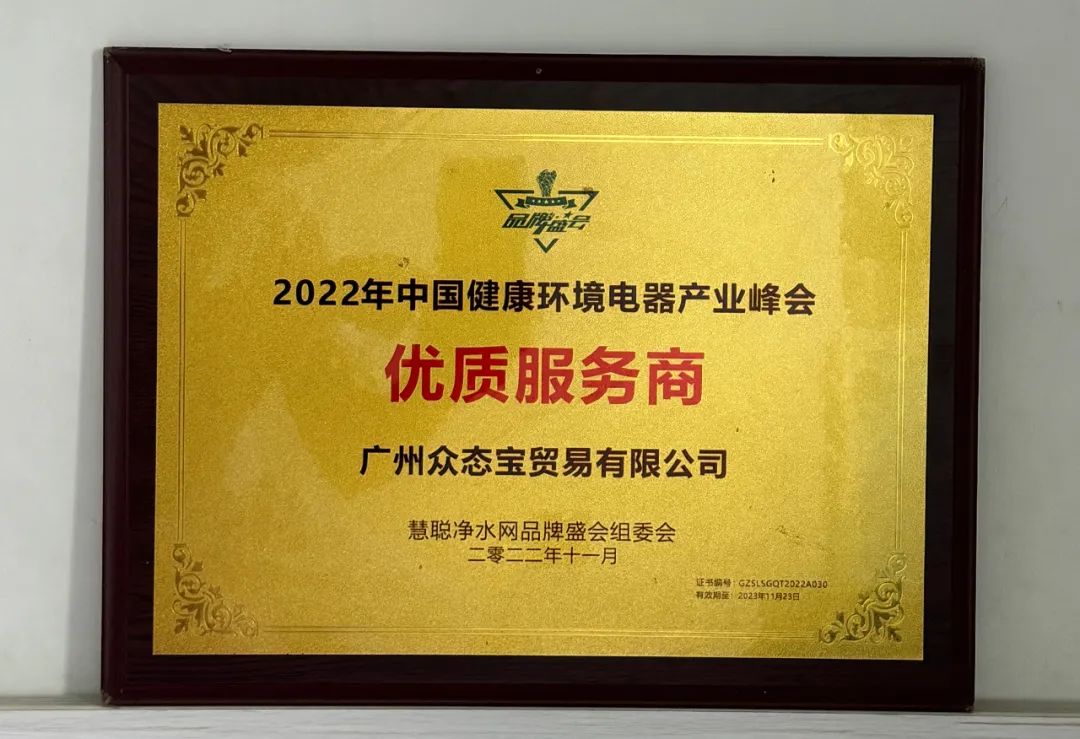 品牌盛会
2022年中国健康环境电器产业峰会
优质服务商
广州众态宝贸易有限公司
慧聪净水网品牌盛会组委会
二零二二年十一月
证书编号：GZSLSGQT2022A030
有效期至：2023年11月23日